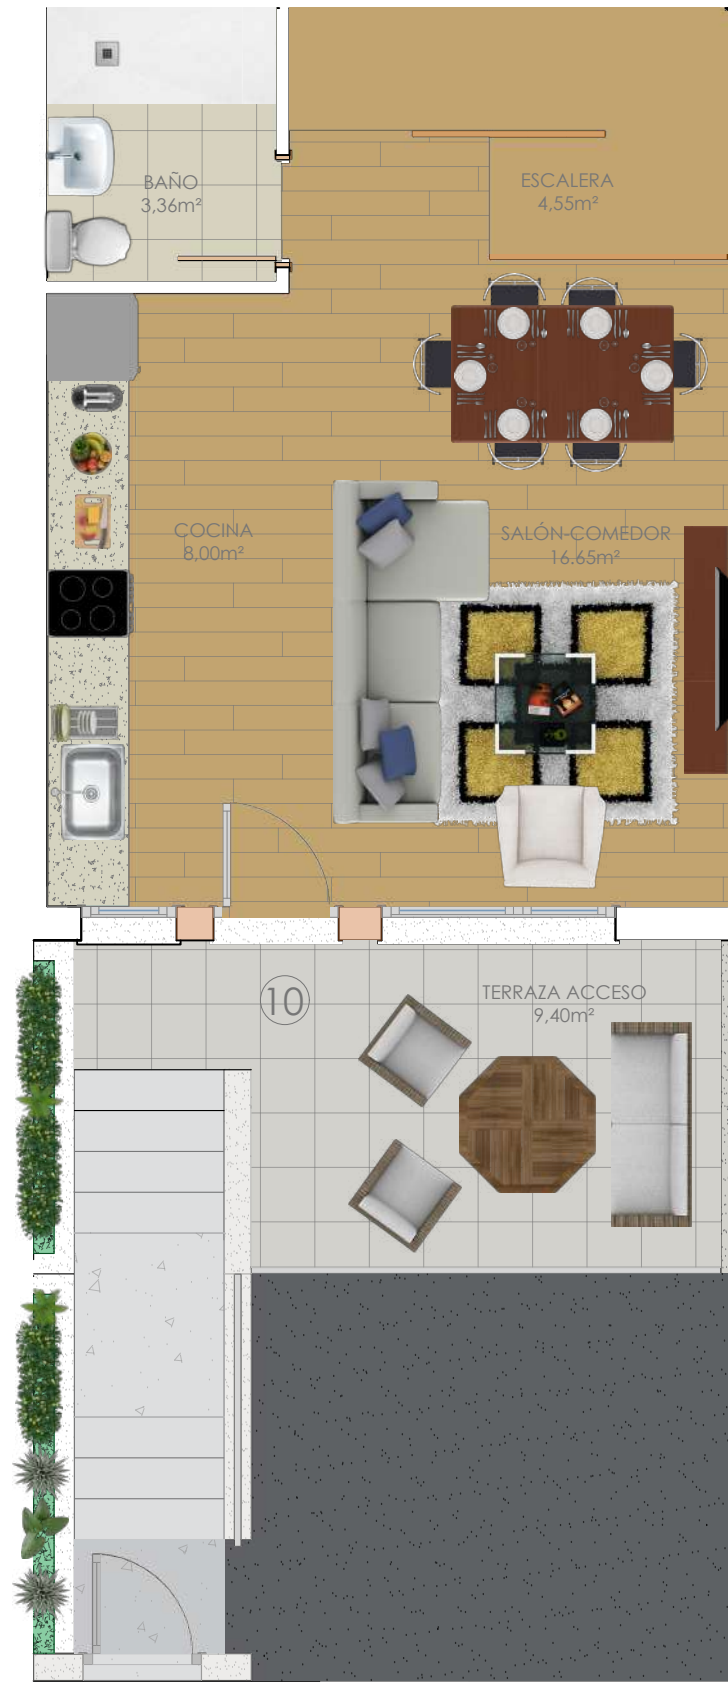 BAÑO
3,36m²
ESCALERA
4,55m²
COCINA
8,00m²
SALÓN-COMEDOR
16.65m²
10
TERRAZA ACCESO
9,40m²